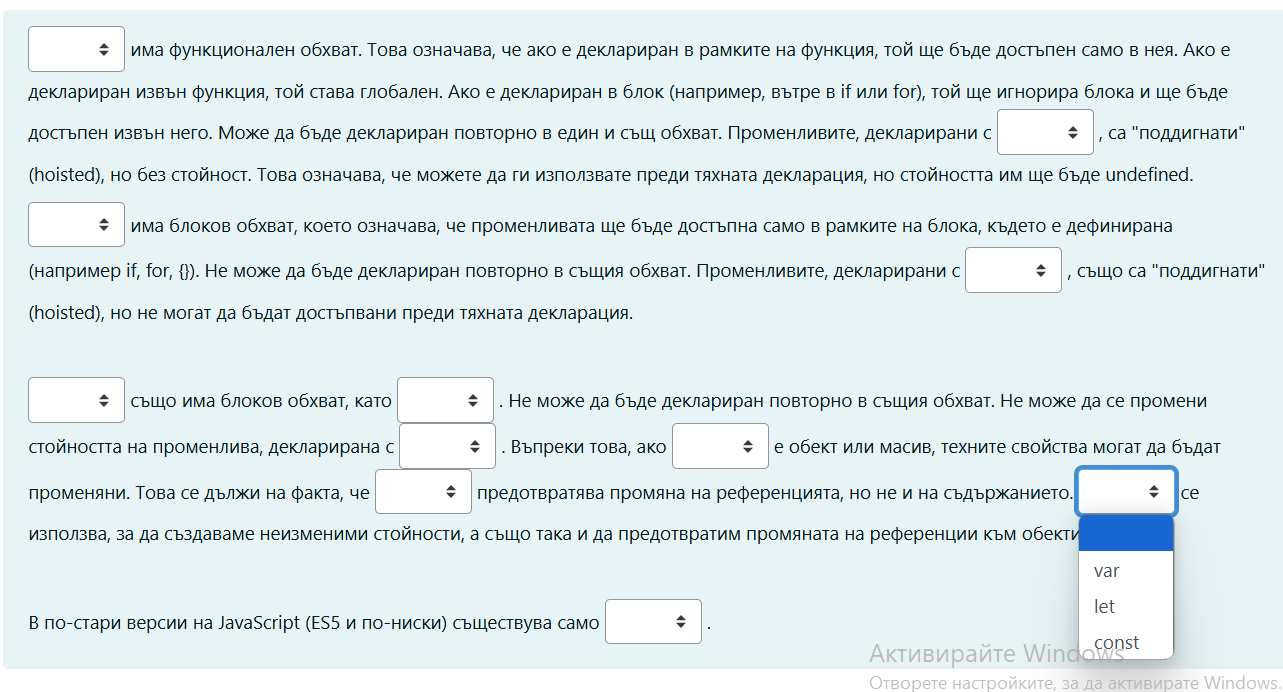 има функционален обхват. Това означава, че ако е деклариран в рамките на функция, той ще бъде достъпен само в нея. Ако е
деклариран извън функция, той става глобален. Ако е деклариран в блок (например, вътре в if или for), той ще игнорира блока и ще бъде
достъпен извън него. Може да бъде деклариран повторно в един и същ обхват. Променливите, декларирани с , са "поддигнати"
(hoisted), но без стойност. Това означава, че можете да ги използвате преди тяхната декларация, но стойността им ще бъде undefined.
има блоков обхват, което означава, че променливата ще бъде достъпна само в рамките на блока, където е дефинирана
(например if, for, {}). Не може да бъде деклариран повторно в същия обхват. Променливите, декларирани с , също са "поддигнати"
(hoisted), но не могат да бъдат достъпвани преди тяхната декларация.
също има блоков обхват, като . Не може да бъде деклариран повторно в същия обхват. Не може да се промени
стойността на променлива, декларирана с . Въпреки това, ако е обект или масив, техните свойства могат да бъдат
променяни. Това се дължи на факта, че предотвратява промяна на референцията, но не и на съдържанието. се
използва, за да създаваме неизменими стойности, а също така и да предотвратим промяната на референции към обекти
var
let
const
В по-стари версии на JavaScript (ES5 и по-ниски) съществува само .
Активирайте Windows
Отворете настройките, за да активирате Windows.